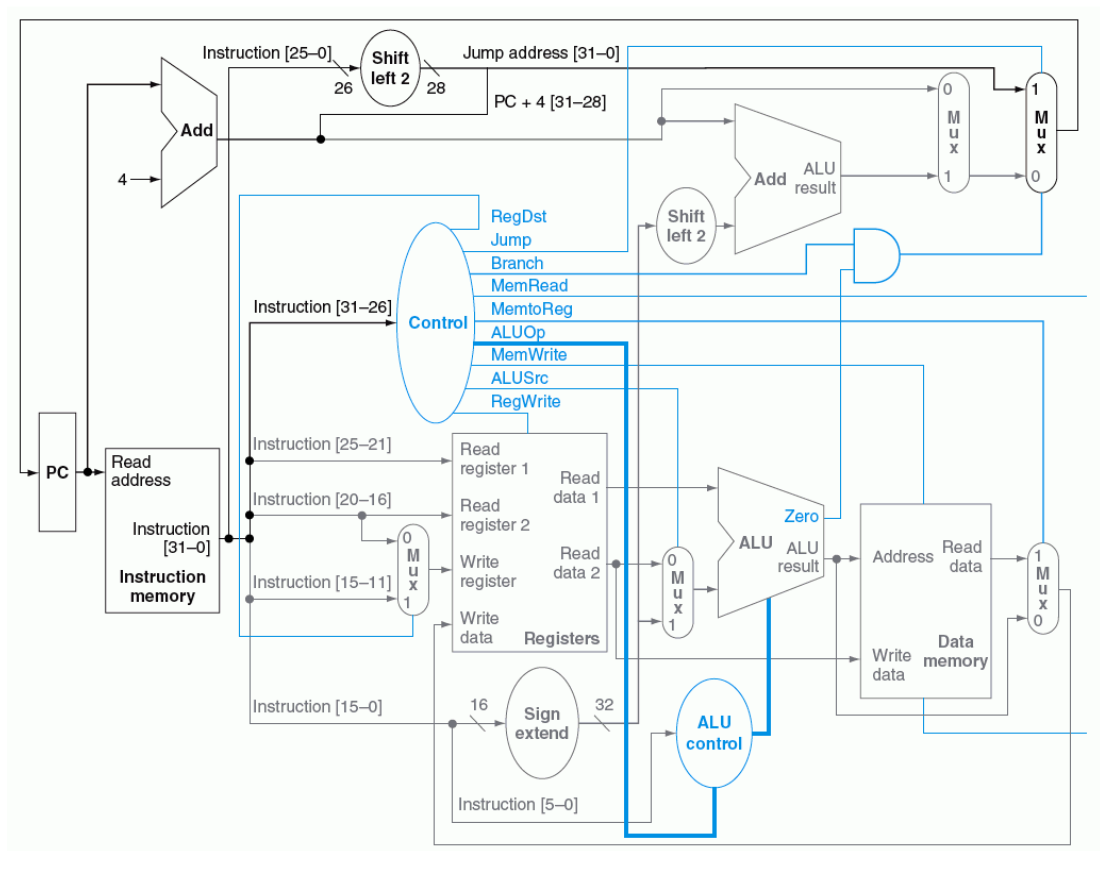 Instruction [25–0]
Shift
left 2
Jump address [31–0]
26
28
PC + 4 [31–28]
Add
4
0
M
u
x
1
1
M
u
x
0
Add
ALU
result
Shift
left 2
RegDst
Jump
Branch
MemRead
MemtoReg
ALUOp
MemWrite
ALUSrc
RegWrite
Instruction [31–26]
Control
PC
Read
address
Instruction
[31–0]
Instruction
memory
Instruction [25–21]
Instruction [20–16]
Instruction [15–11]
0
M
u
x
1
Read
register 1
Read
register 2
Write
register
Write
data
Read
data 1
Read
data 2
Registers
0
M
u
x
1
Zero
ALU
ALU
result
Address
Read
data
Write
data
Data
memory
1
M
u
x
0
Instruction [15–0]
16
Sign
extend
32
ALU
control
Instruction [5–0]